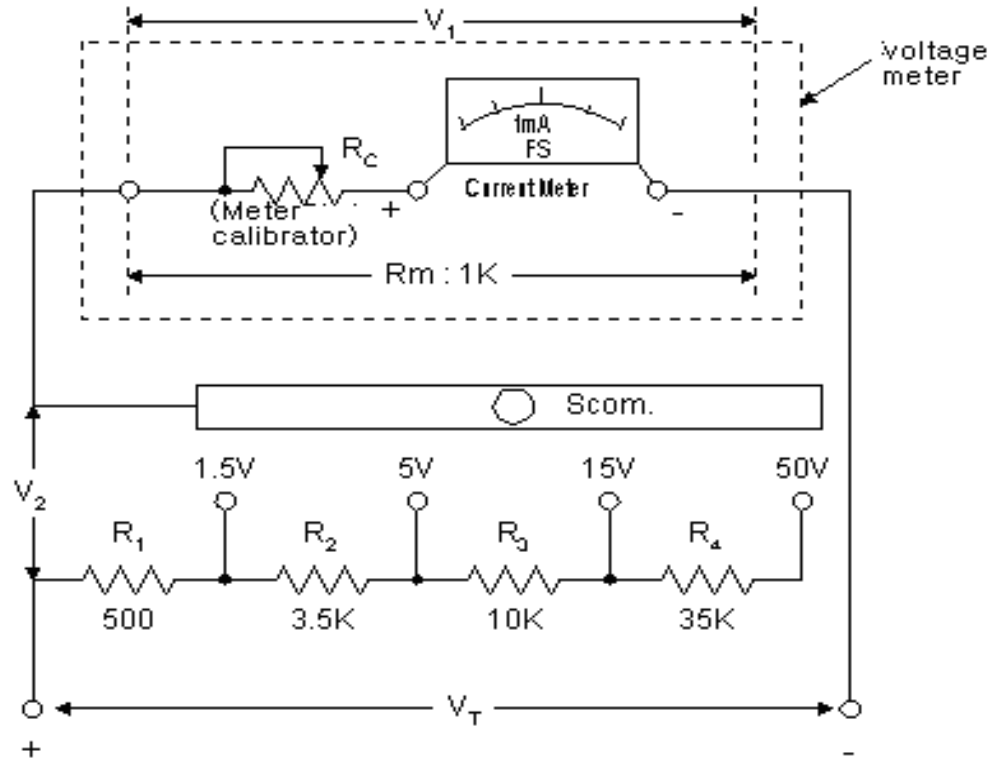 V1
voltage
meter
1mA
FS
RC
Current Meter
+
-
(Meter
calibrator)
Rm : 1K
Scom.
1.5V
5V
15V
50V
V2
R1
R2
R3
R4
500
3.5K
10K
35K
VT
+
-